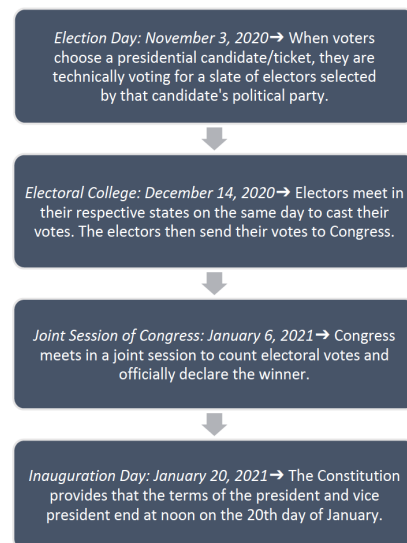 Election Day: November 3, 2020➔ When voters
choose a presidential candidate/ticket, they are
technically voting for a slate of electors selected
by that candidate's political party.
Electoral College: December 14, 2020➔ Electors meet in
their respective states on the same day to cast their
votes. The electors then send their votes to Congress.
Joint Session of Congress: January 6, 2021➔ Congress
meets in a joint session to count electoral votes and
officially declare the winner.
Inauguration Day: January 20, 2021➔ The Constitution
provides that the terms of the president and vice
president end at noon on the 20th day of January.